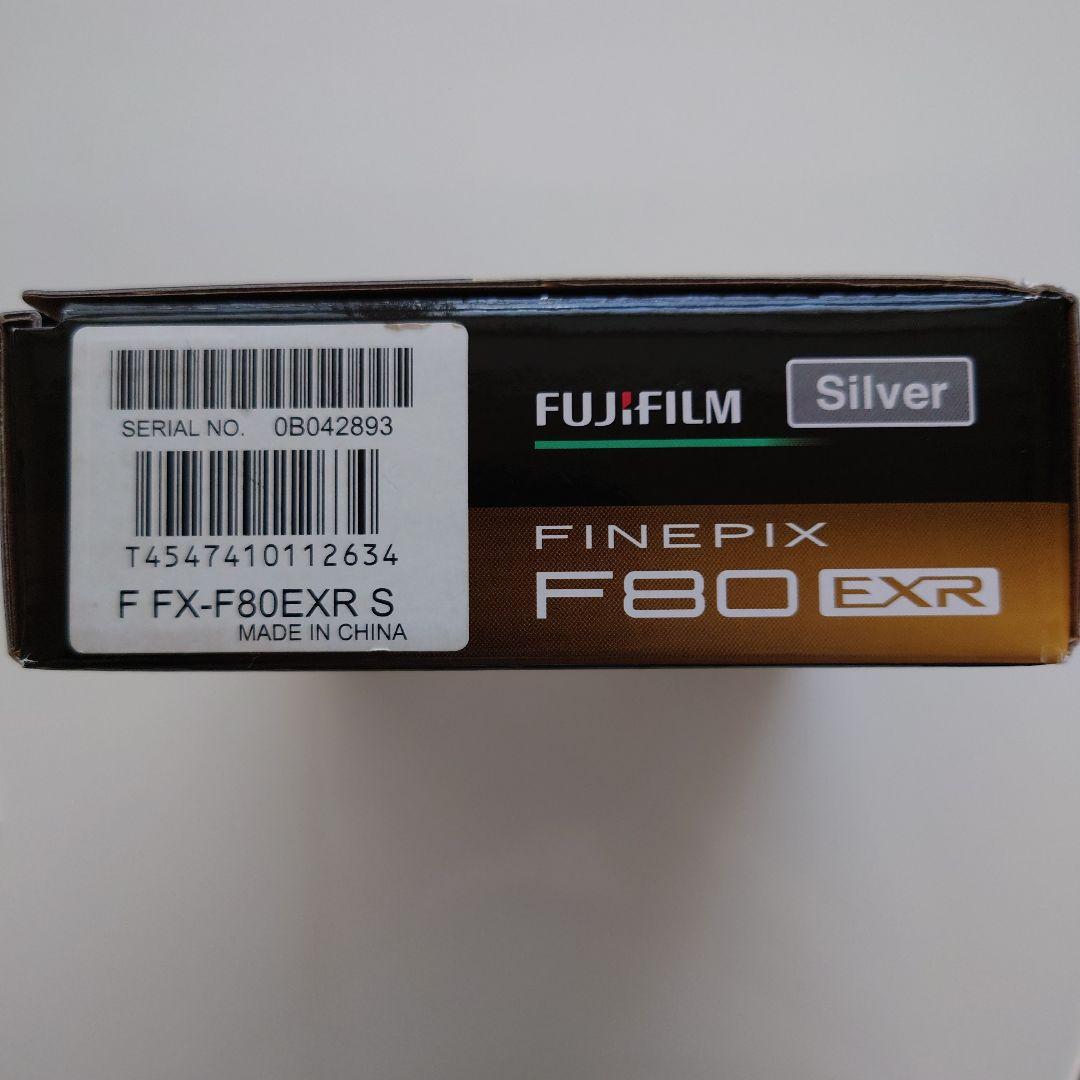 SERIAL NO. 0B042893
T4547410112634
F FX-F80EXR S
MADE IN CHINA
FUJIFILM
Silver
FINEPIX
F80 EXR